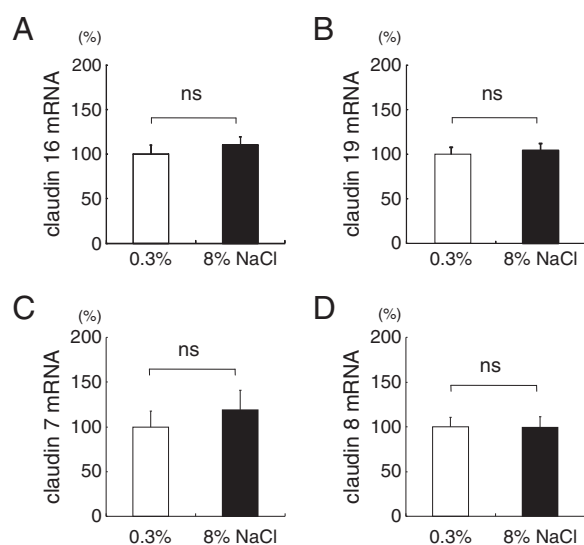 A
(%)
claudin 16 mRNA
200
150
100
50
0
ns
0.3% 8% NaCl
B
(%)
claudin 19 mRNA
200
150
100
50
0
ns
0.3% 8% NaCl
C
(%)
claudin 7 mRNA
200
150
100
50
0
ns
0.3% 8% NaCl
D
(%)
claudin 8 mRNA
200
150
100
50
0
ns
0.3% 8% NaCl